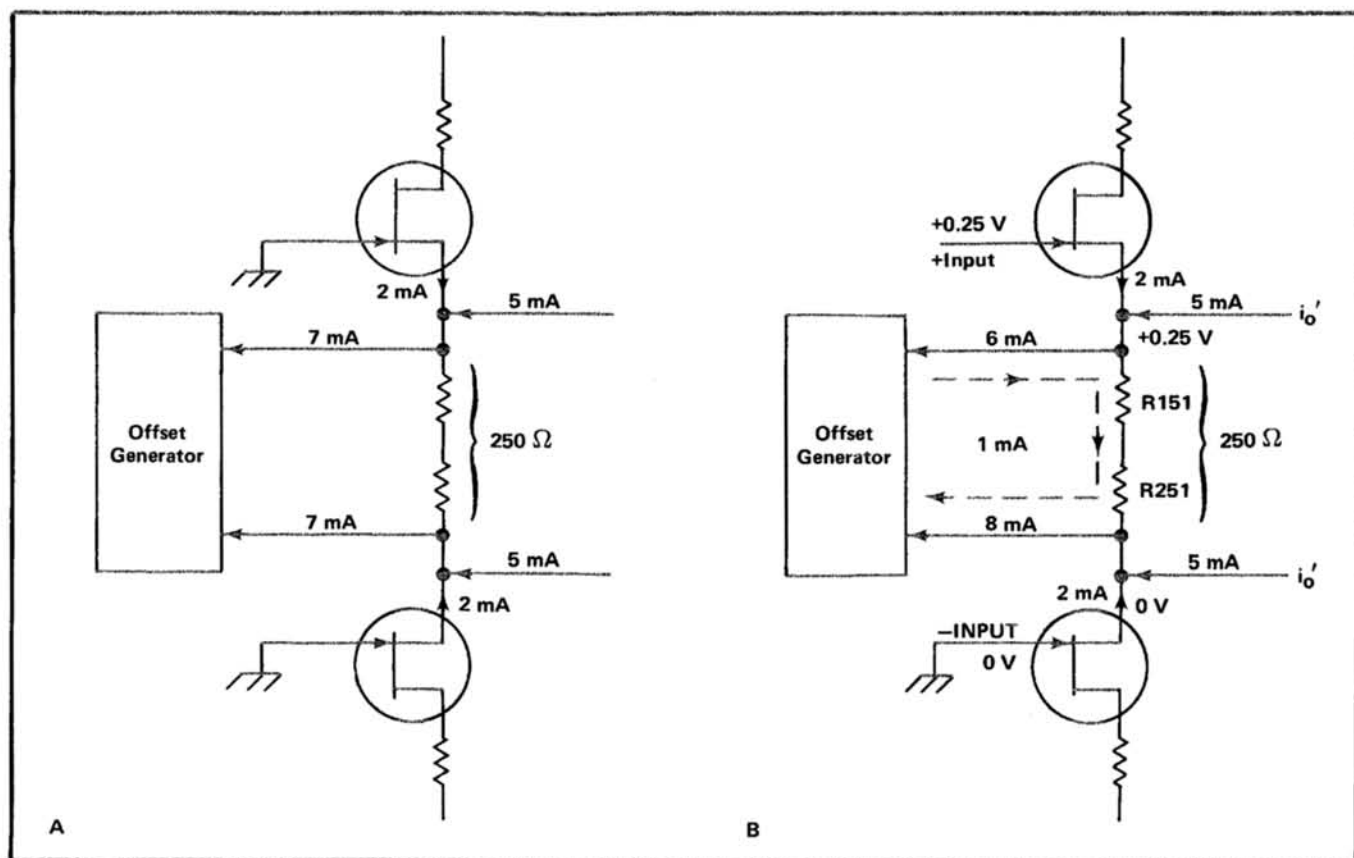 2 mA
5 mA
7 mA
Offset
Generator
250 Ω
7 mA
5 mA
2 mA
A
+0.25 V
+Input
2 mA
5 mA
i₀'
6 mA
+0.25 V
R151
Offset
Generator
1 mA
250 Ω
R251
8 mA
5 mA
i₀'
2 mA
0 V
−INPUT
0 V
B